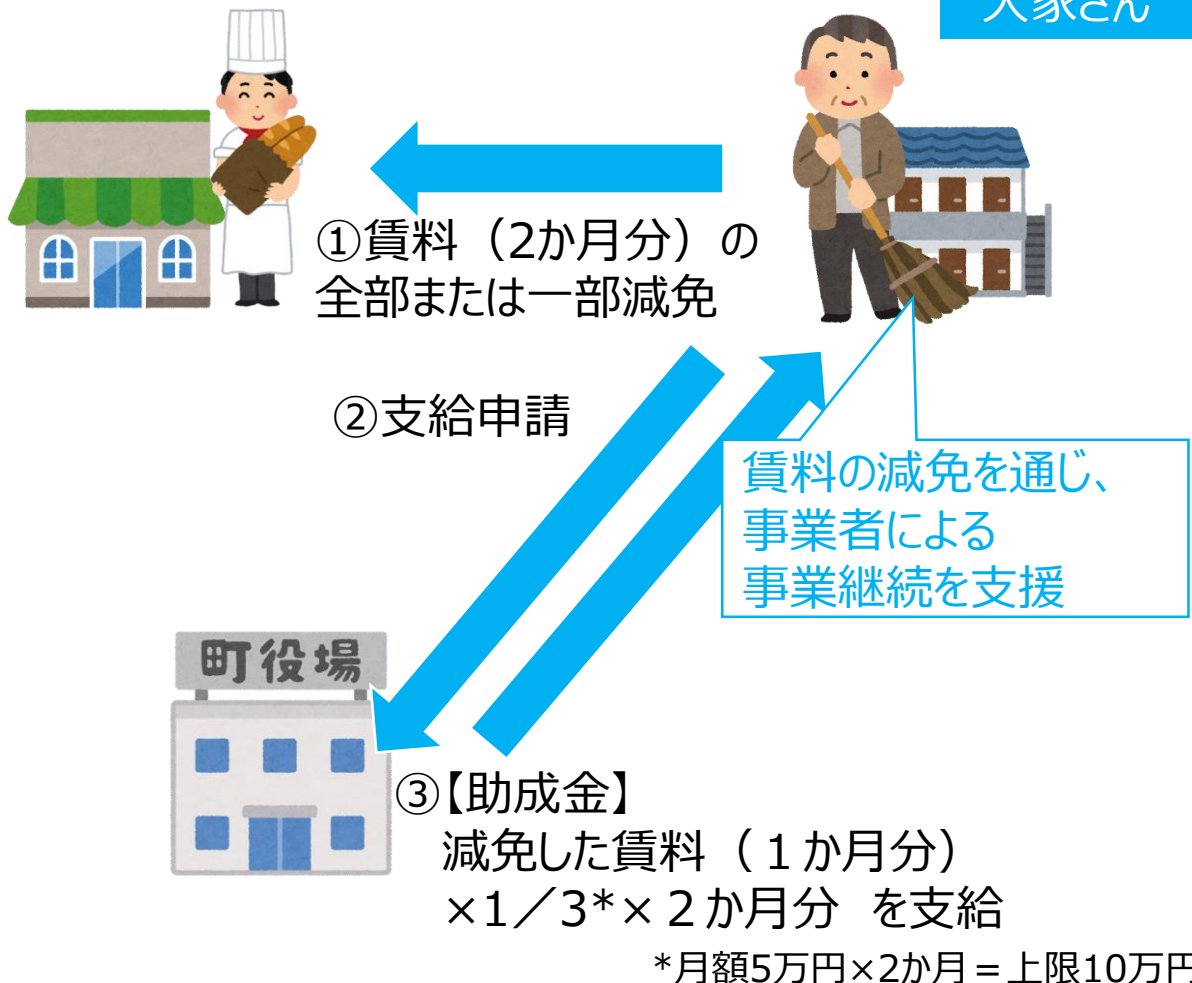 大家さん
①賃料（2か月分）の
全部または一部減免
②支給申請
賃料の減免を通じ、
事業者による
事業継続を支援
町役場
③【助成金】
減免した賃料（１か月分）
×1／3*×２か月分 を支給
*月額5万円×2か月＝上限10万円